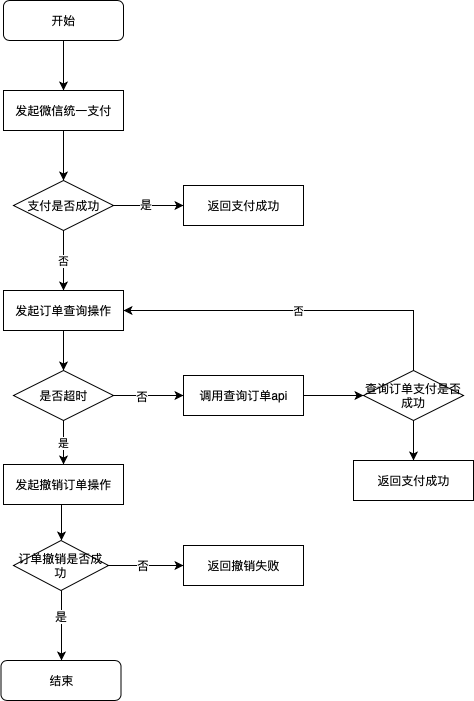 开始
发起微信统一支付
支付是否成功
是
返回支付成功
否
发起订单查询操作
否
是否超时
否
调用查询订单api
查询订单支付是否
成功
是
发起撤销订单操作
返回支付成功
订单撤销是否成
功
否
返回撤销失败
是
结束